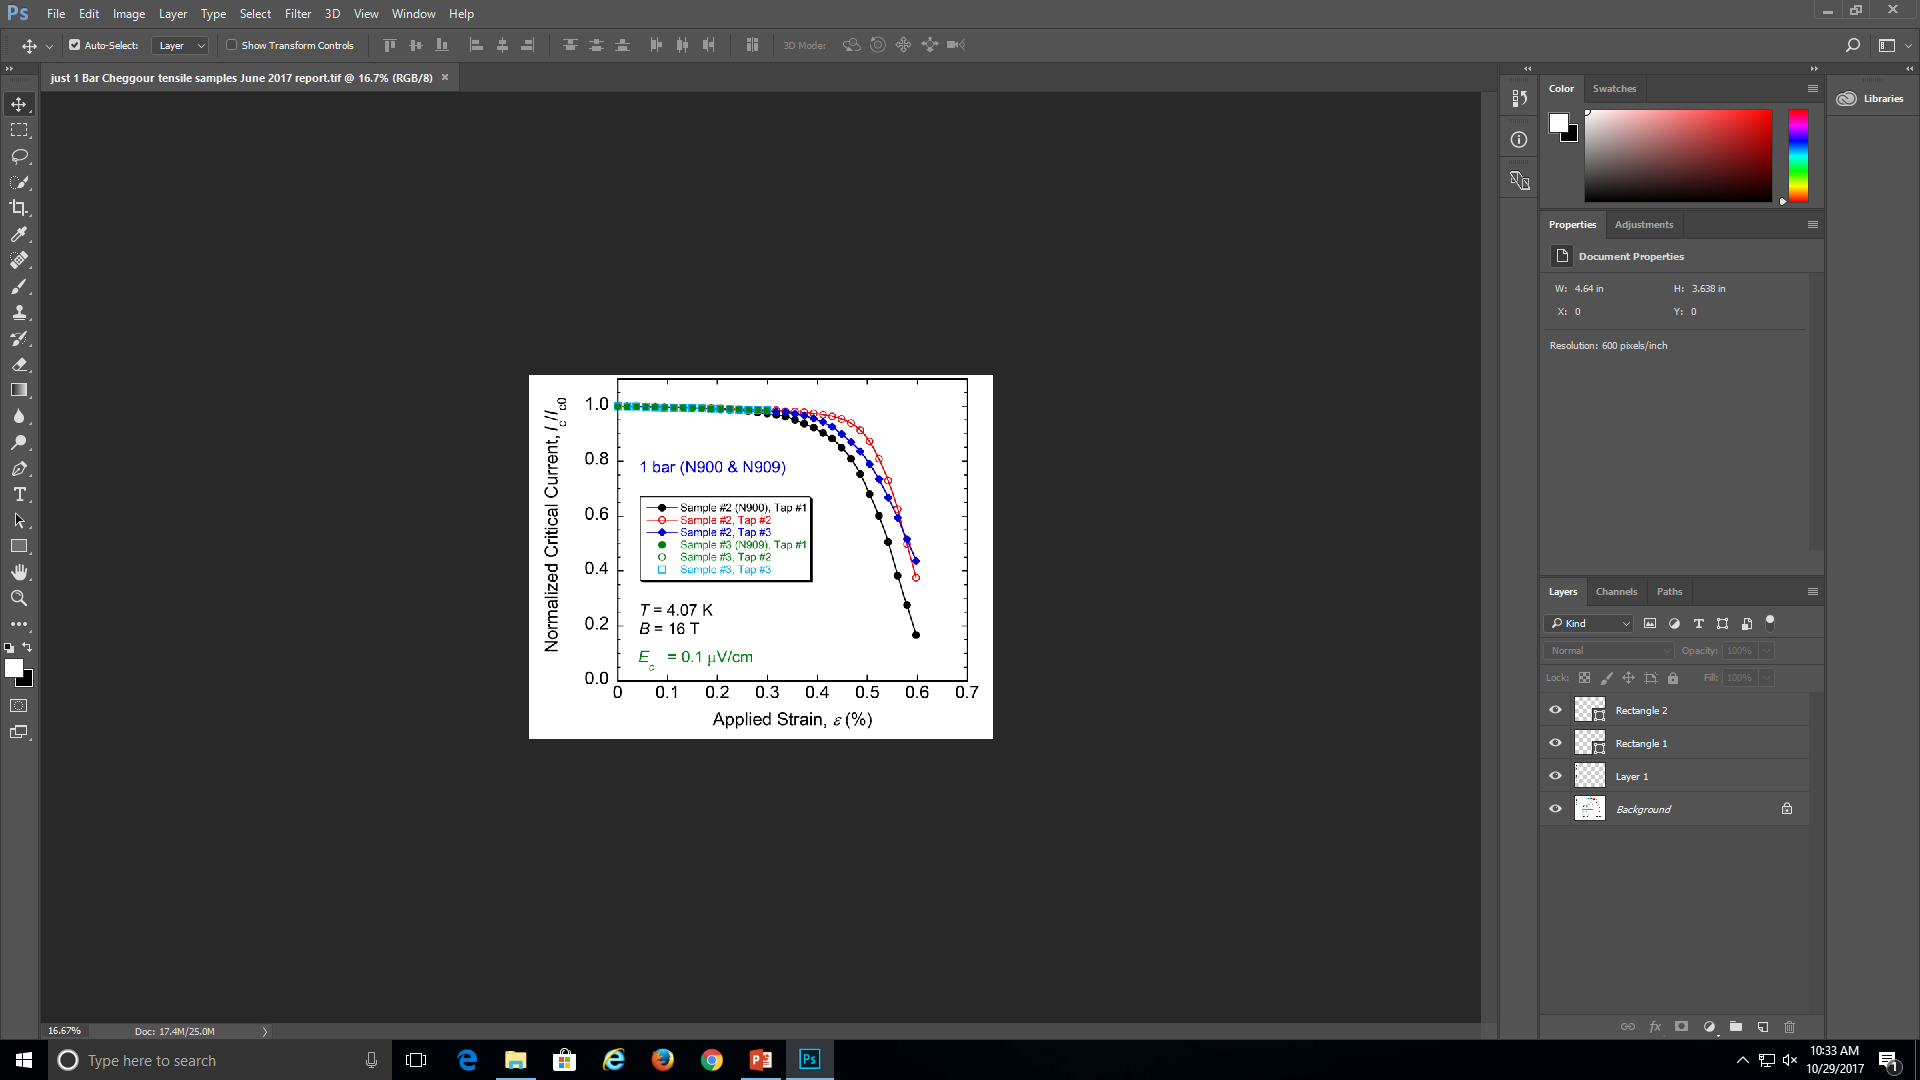 Ps File Edit Image Layer Type Select Filter 3D View Window Help
Auto-Select: Layer Show Transform Controls 3D Mode:
just 1 Bar Cheggour tensile samples June 2017 report.tif @ 16.7% (RGB/8) ×
Color Swatches
Libraries
Properties Adjustments
Document Properties
W: 4.64 in H: 3.638 in
X: 0 Y: 0
Resolution: 600 pixels/inch
Normalized Critical Current, I_c/I_c0
1.0
0.8
0.6
0.4
0.2
0.0
1 bar (N900 & N909)
Sample #2 (N900), Tap #1
Sample #2, Tap #2
Sample #2, Tap #3
Sample #3 (N909), Tap #1
Sample #3, Tap #2
Sample #3, Tap #3
T = 4.07 K
B = 16 T
E_c = 0.1 µV/cm
0 0.1 0.2 0.3 0.4 0.5 0.6 0.7
Applied Strain, ε (%)
Layers Channels Paths
Kind
Normal Opacity: 100%
Lock: Fill: 100%
Rectangle 2
Rectangle 1
Layer 1
Background
fx
16.67% Doc: 17.4M/25.0M
Type here to search
Ps
10:33 AM
10/29/2017
1